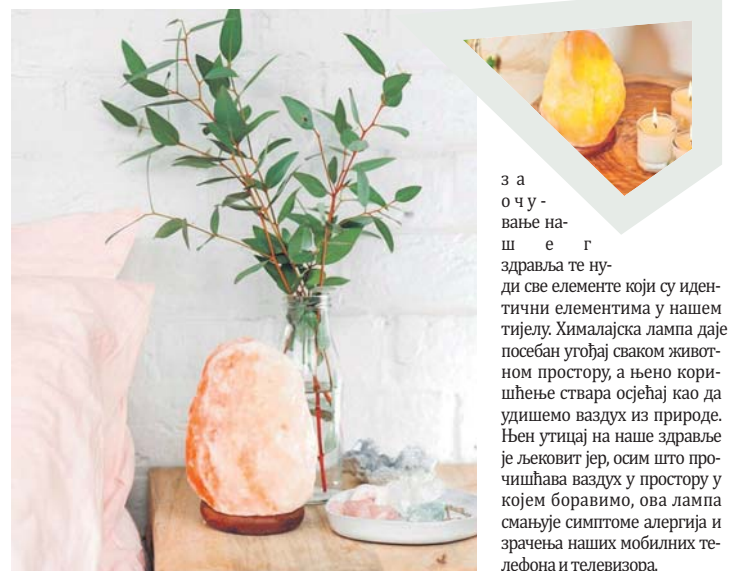 за
очу-
вање на-
шег
здравља те ну-
ди све елементе који су иден-
тични елементима у нашем
тијелу. Хималајска лампа даје
посебан угођај сваком живот-
ном простору, а њено кори-
шћење ствара осјећај као да
удишемо ваздух из природе.
Њен утицај на наше здравље
је љековит јер, осим што про-
чишћава ваздух у простору у
којем боравимо, ова лампа
смањује симптоме алергија и
зрачења наших мобилних те-
лефона и телевизора.